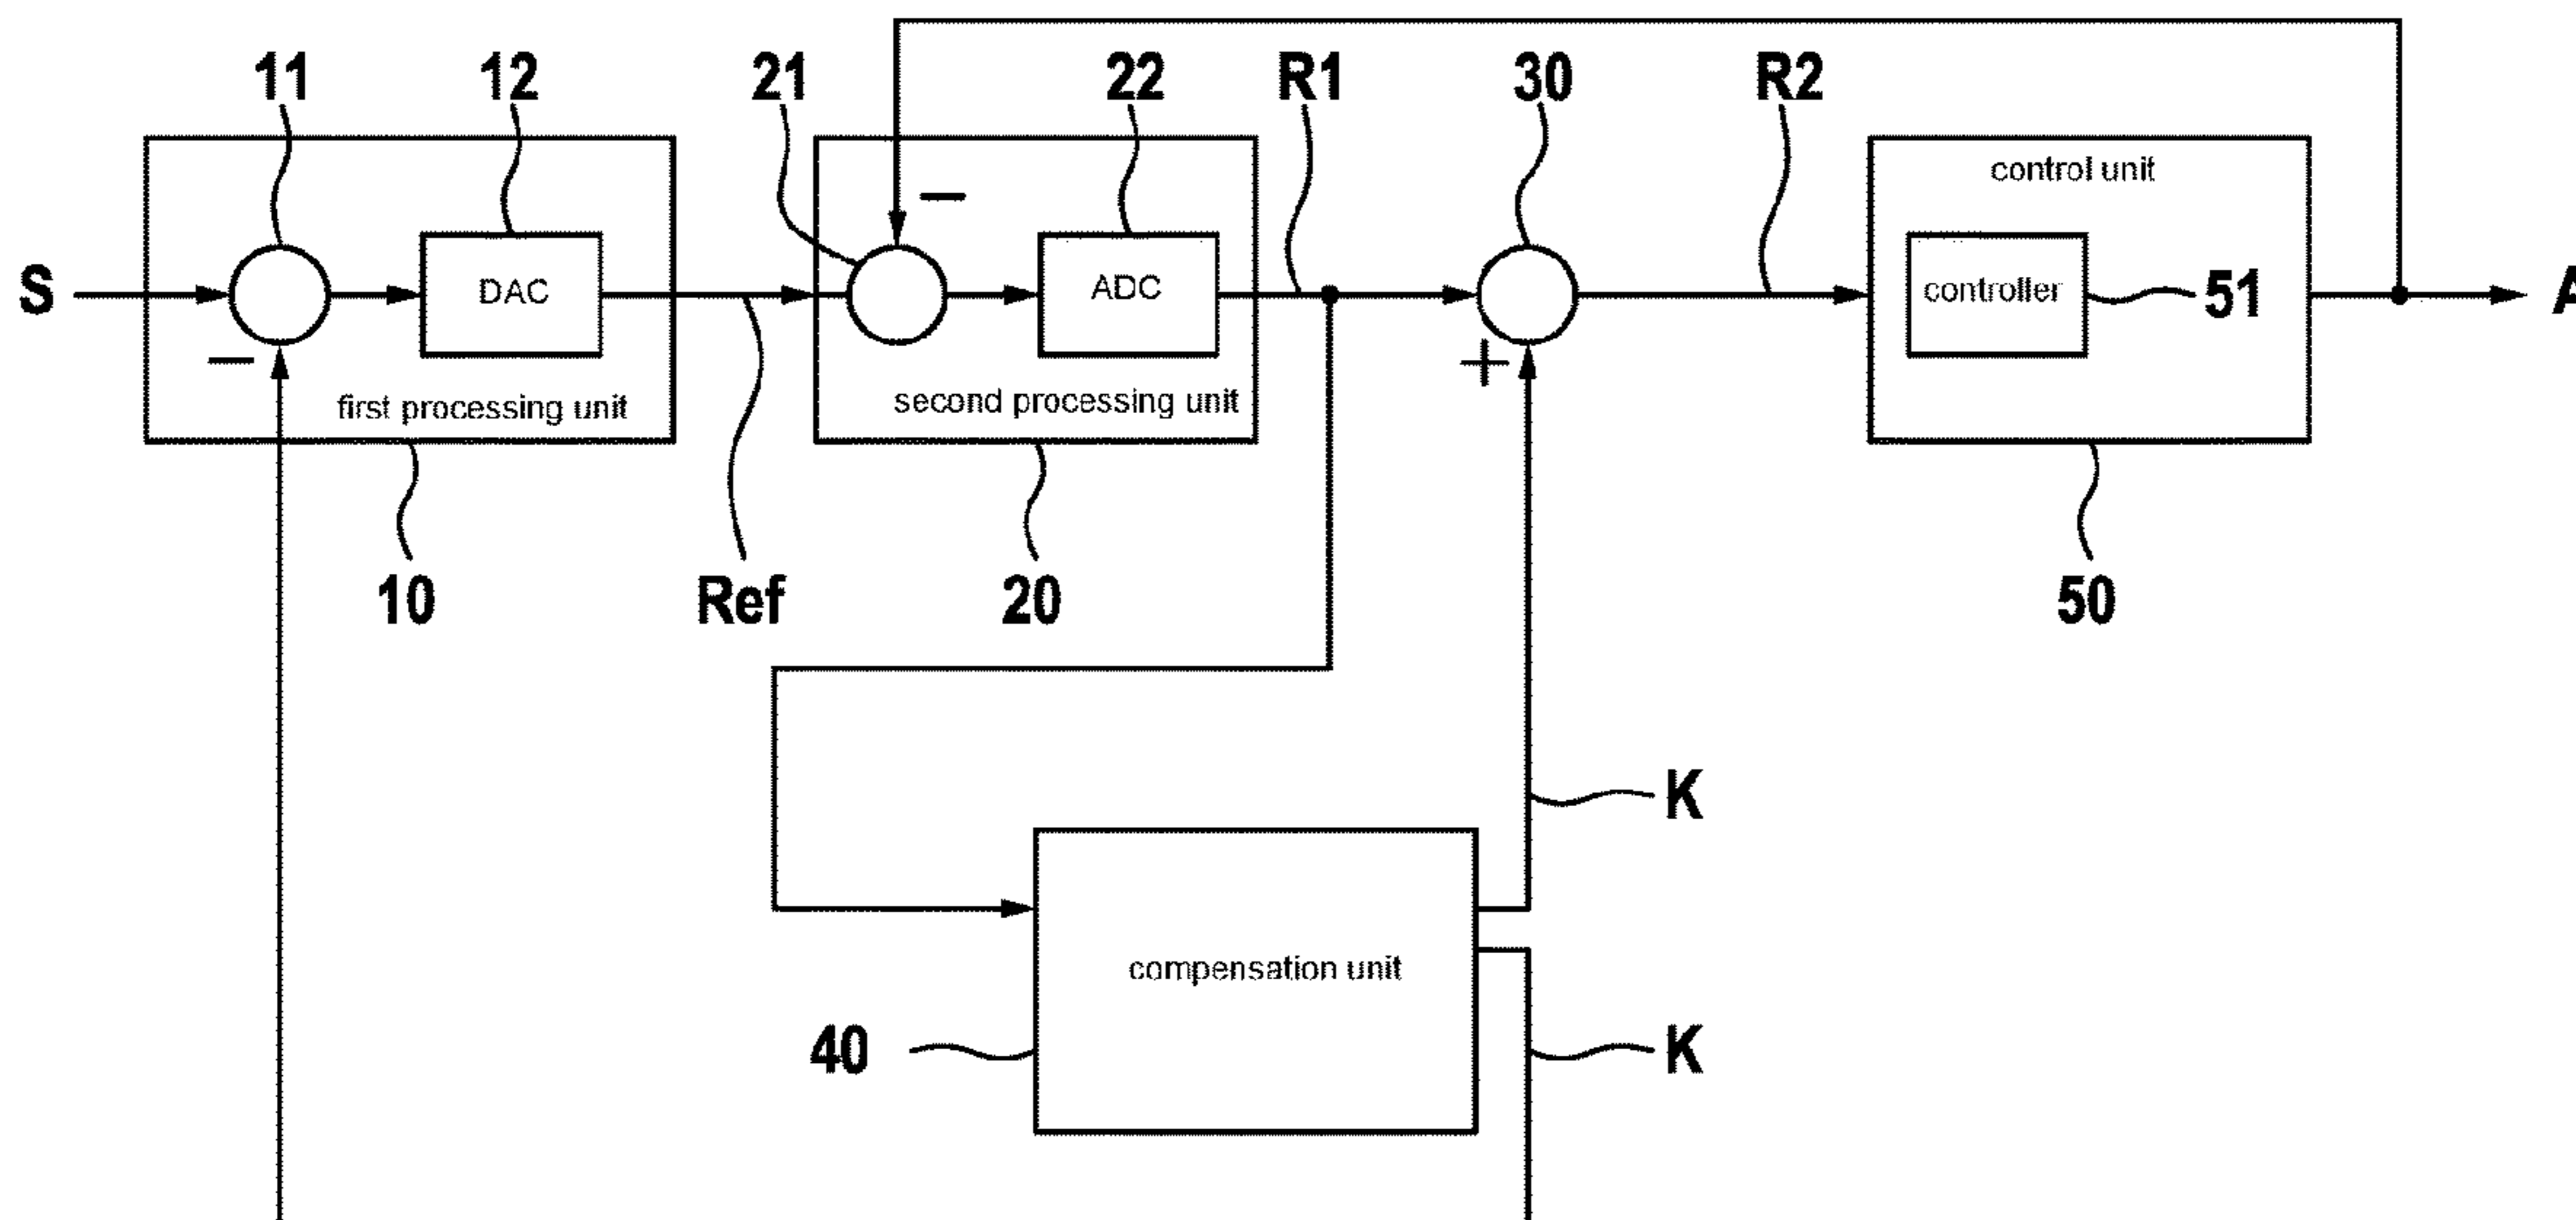 11
12
21
22
R1
30
R2
control unit
S
DAC
ADC
controller
51
A
first processing unit
second processing unit
10
Ref
20
50
K
compensation unit
40
K